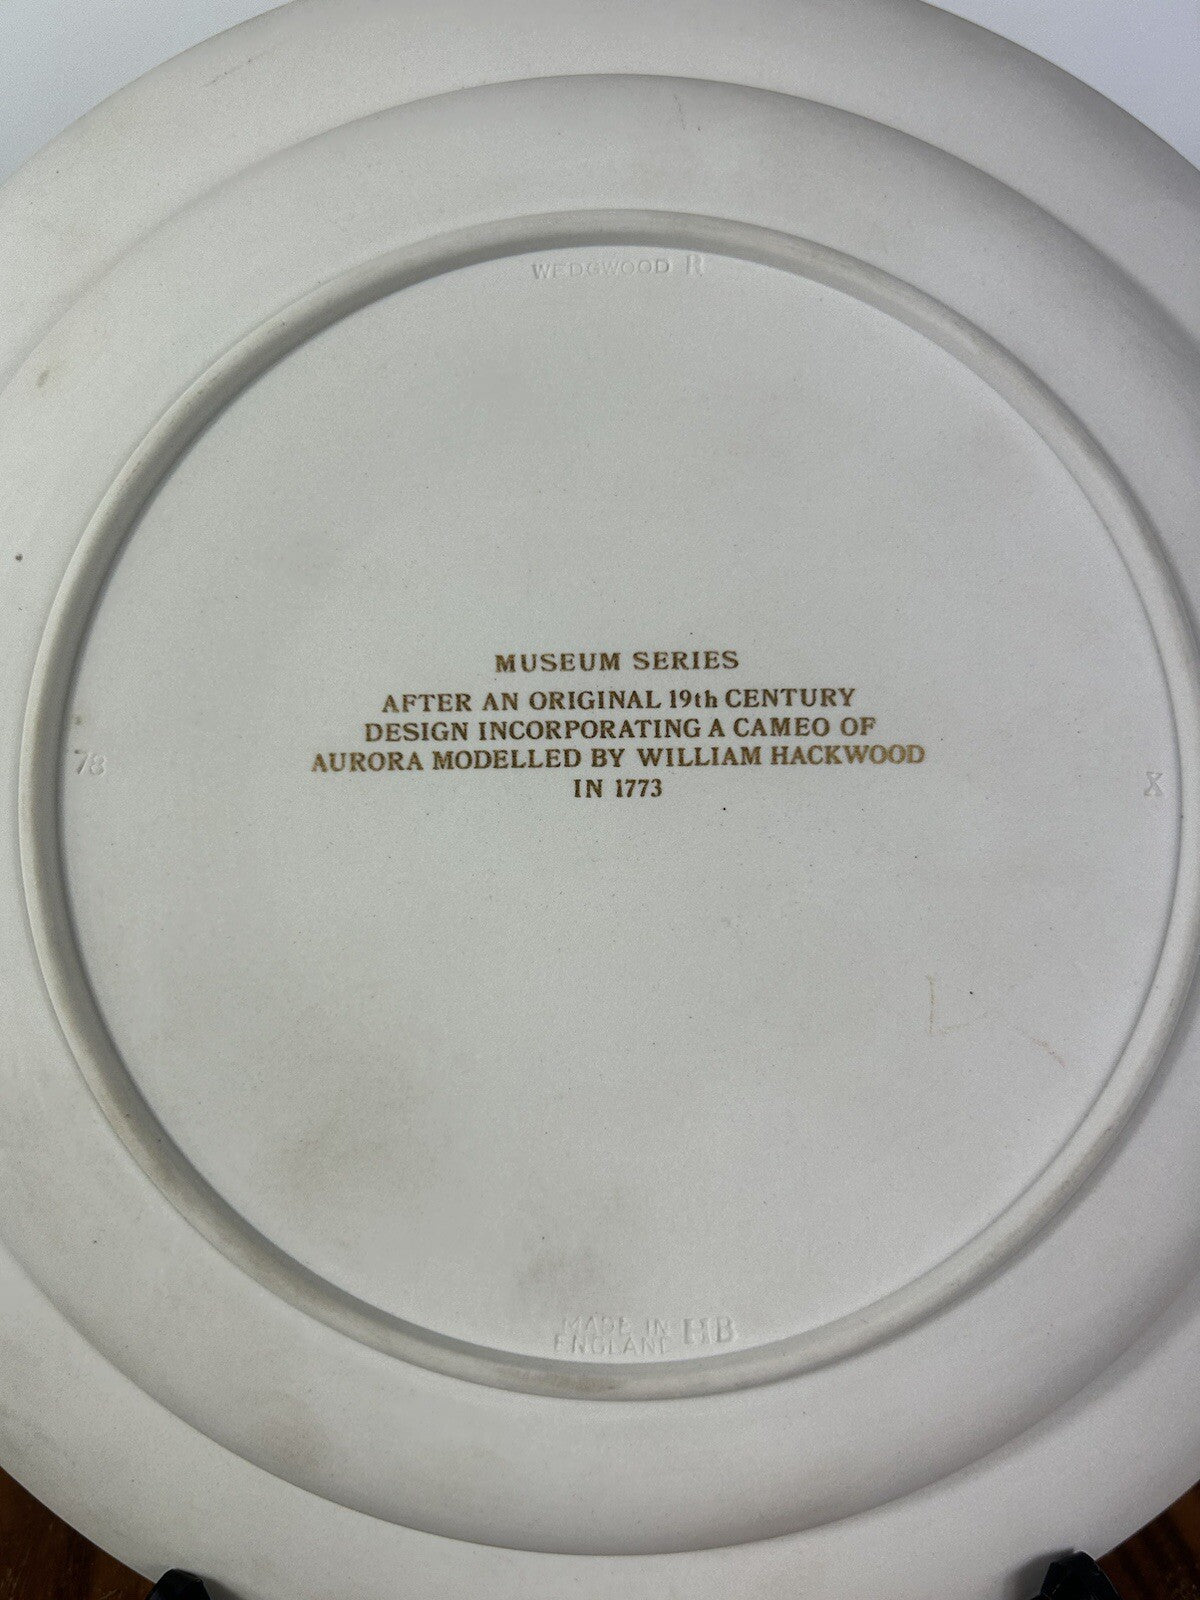 WEDGWOOD R
MUSEUM SERIES
AFTER AN ORIGINAL 19th CENTURY
DESIGN INCORPORATING A CAMEO OF
AURORA MODELLED BY WILLIAM HACKWOOD
IN 1773
78
X
MADE IN
ENGLAND HB